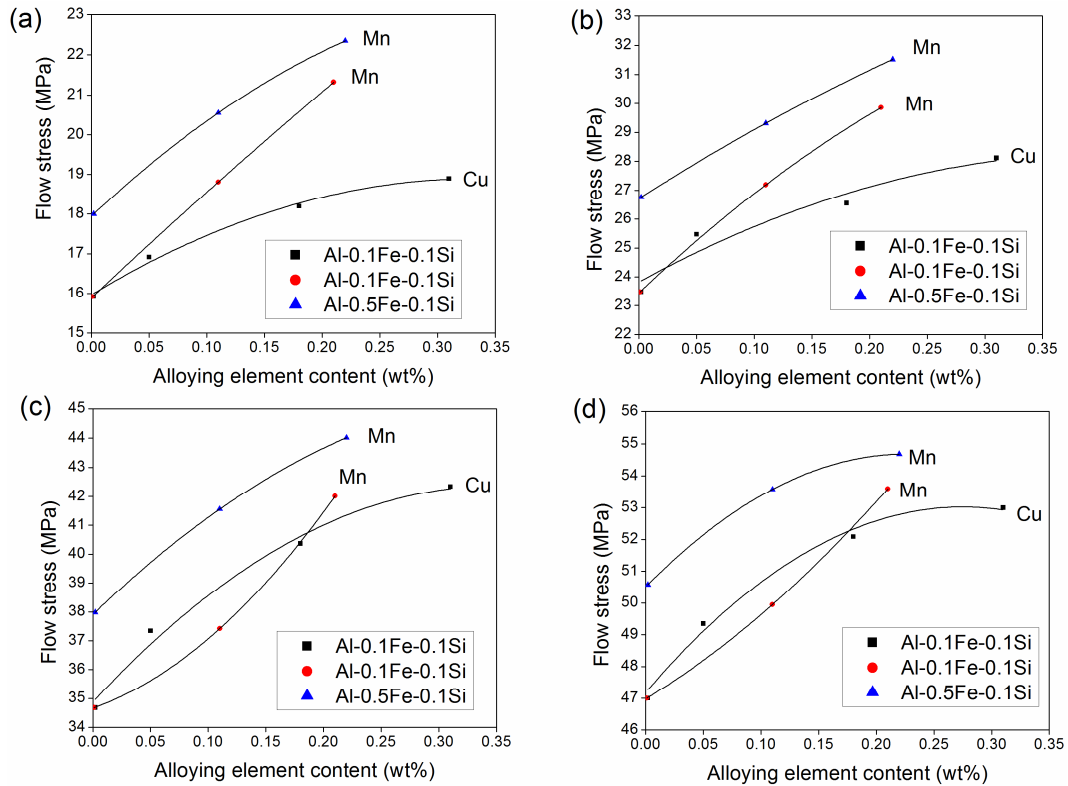 (a)
23
22
21
20
19
18
17
16
15
Flow stress (MPa)
Mn
Mn
Cu
Al-0.1Fe-0.1Si
Al-0.1Fe-0.1Si
Al-0.5Fe-0.1Si
0.00 0.05 0.10 0.15 0.20 0.25 0.30 0.35
Alloying element content (wt%)
(b)
33
32
31
30
29
28
27
26
25
24
23
22
Flow stress (MPa)
Mn
Mn
Cu
Al-0.1Fe-0.1Si
Al-0.1Fe-0.1Si
Al-0.5Fe-0.1Si
0.00 0.05 0.10 0.15 0.20 0.25 0.30 0.35
Alloying element content (wt%)
(c)
45
44
43
42
41
40
39
38
37
36
35
34
Flow stress (MPa)
Mn
Mn
Cu
Al-0.1Fe-0.1Si
Al-0.1Fe-0.1Si
Al-0.5Fe-0.1Si
0.00 0.05 0.10 0.15 0.20 0.25 0.30 0.35
Alloying element content (wt%)
(d)
56
55
54
53
52
51
50
49
48
47
46
Flow stress (MPa)
Mn
Mn
Cu
Al-0.1Fe-0.1Si
Al-0.1Fe-0.1Si
Al-0.5Fe-0.1Si
0.00 0.05 0.10 0.15 0.20 0.25 0.30 0.35
Alloying element content (wt%)